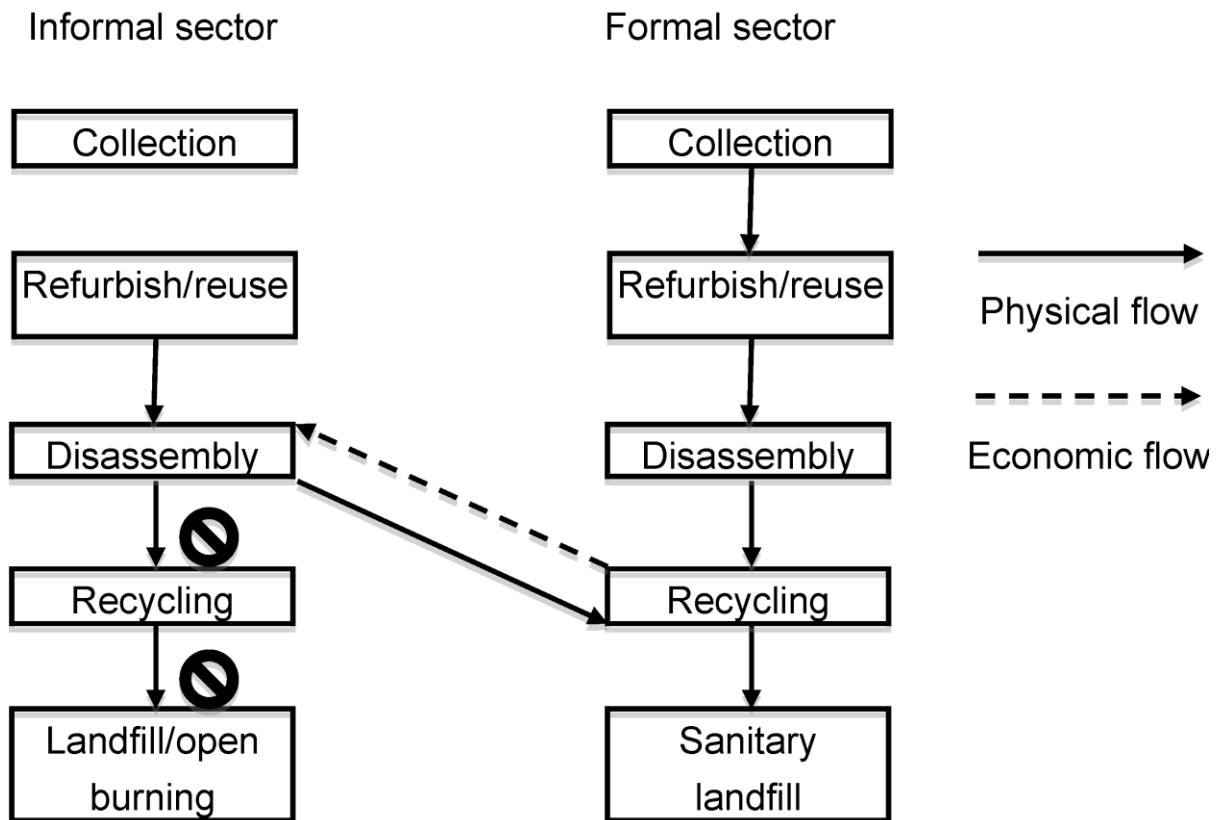 Informal sector
Formal sector
Collection
Collection
Refurbish/reuse
Refurbish/reuse
Physical flow
Disassembly
Disassembly
Economic flow
Recycling
Recycling
Landfill/open
burning
Sanitary
landfill